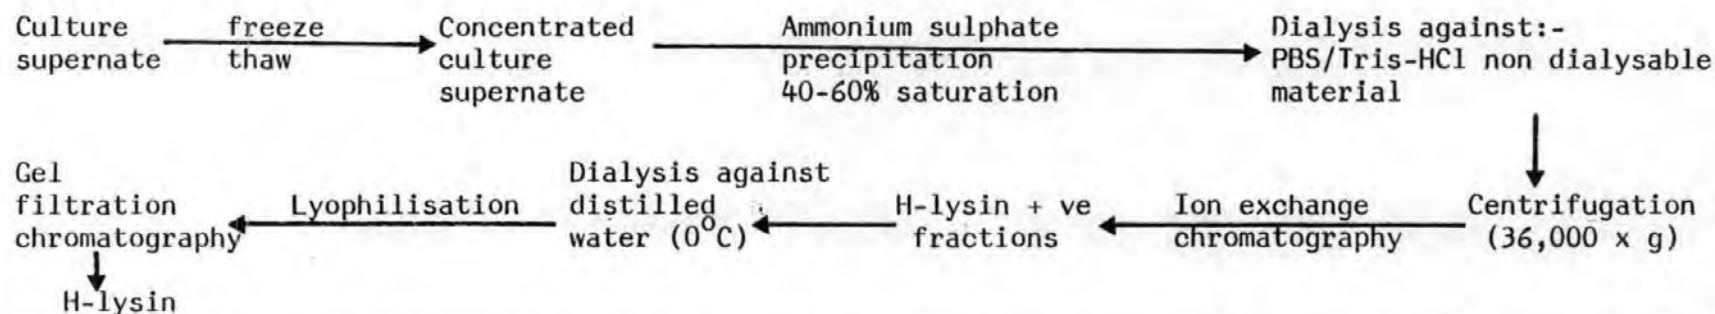 Culture supernate
freeze thaw
Concentrated culture supernate
Ammonium sulphate precipitation 40-60% saturation
Dialysis against:- PBS/Tris-HCl non dialysable material
Centrifugation (36,000 x g)
Ion exchange chromatography
H-lysin + ve fractions
Dialysis against distilled water (0°C)
Lyophilisation
Gel filtration chromatography
H-lysin